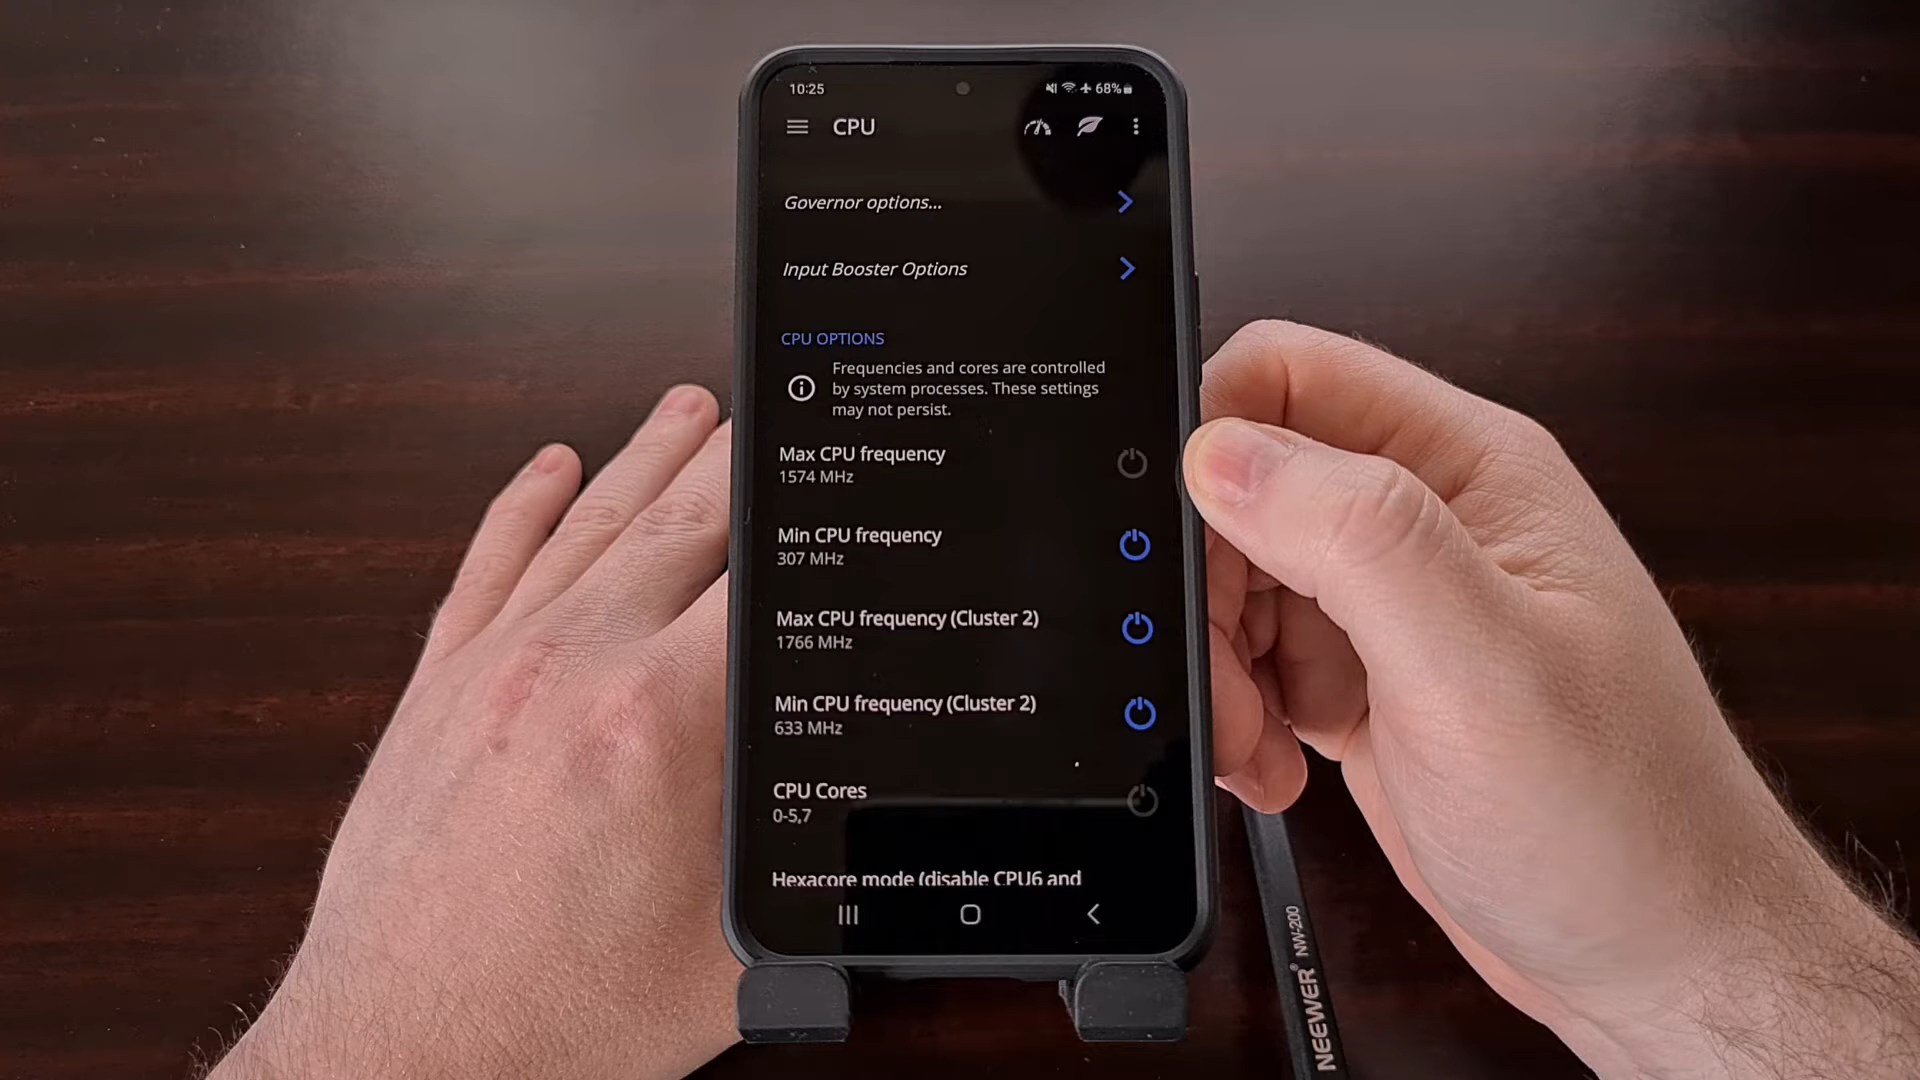 10:25
68%
CPU
Governor options...
Input Booster Options
CPU OPTIONS
Frequencies and cores are controlled
by system processes. These settings
may not persist.
Max CPU frequency
1574 MHz
Min CPU frequency
307 MHz
Max CPU frequency (Cluster 2)
1766 MHz
Min CPU frequency (Cluster 2)
633 MHz
CPU Cores
0-5,7
Hexacore mode (disable CPU6 and
NEEWER® NW-200